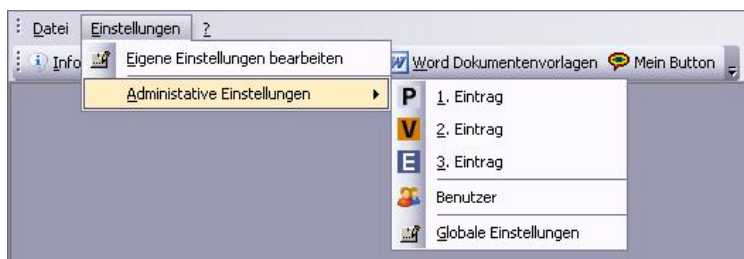 Datei Einstellungen ?
Info Eigene Einstellungen bearbeiten W Word Dokumentenvorlagen Mein Button
Administative Einstellungen P 1. Eintrag
V 2. Eintrag
E 3. Eintrag
Benutzer
Globale Einstellungen